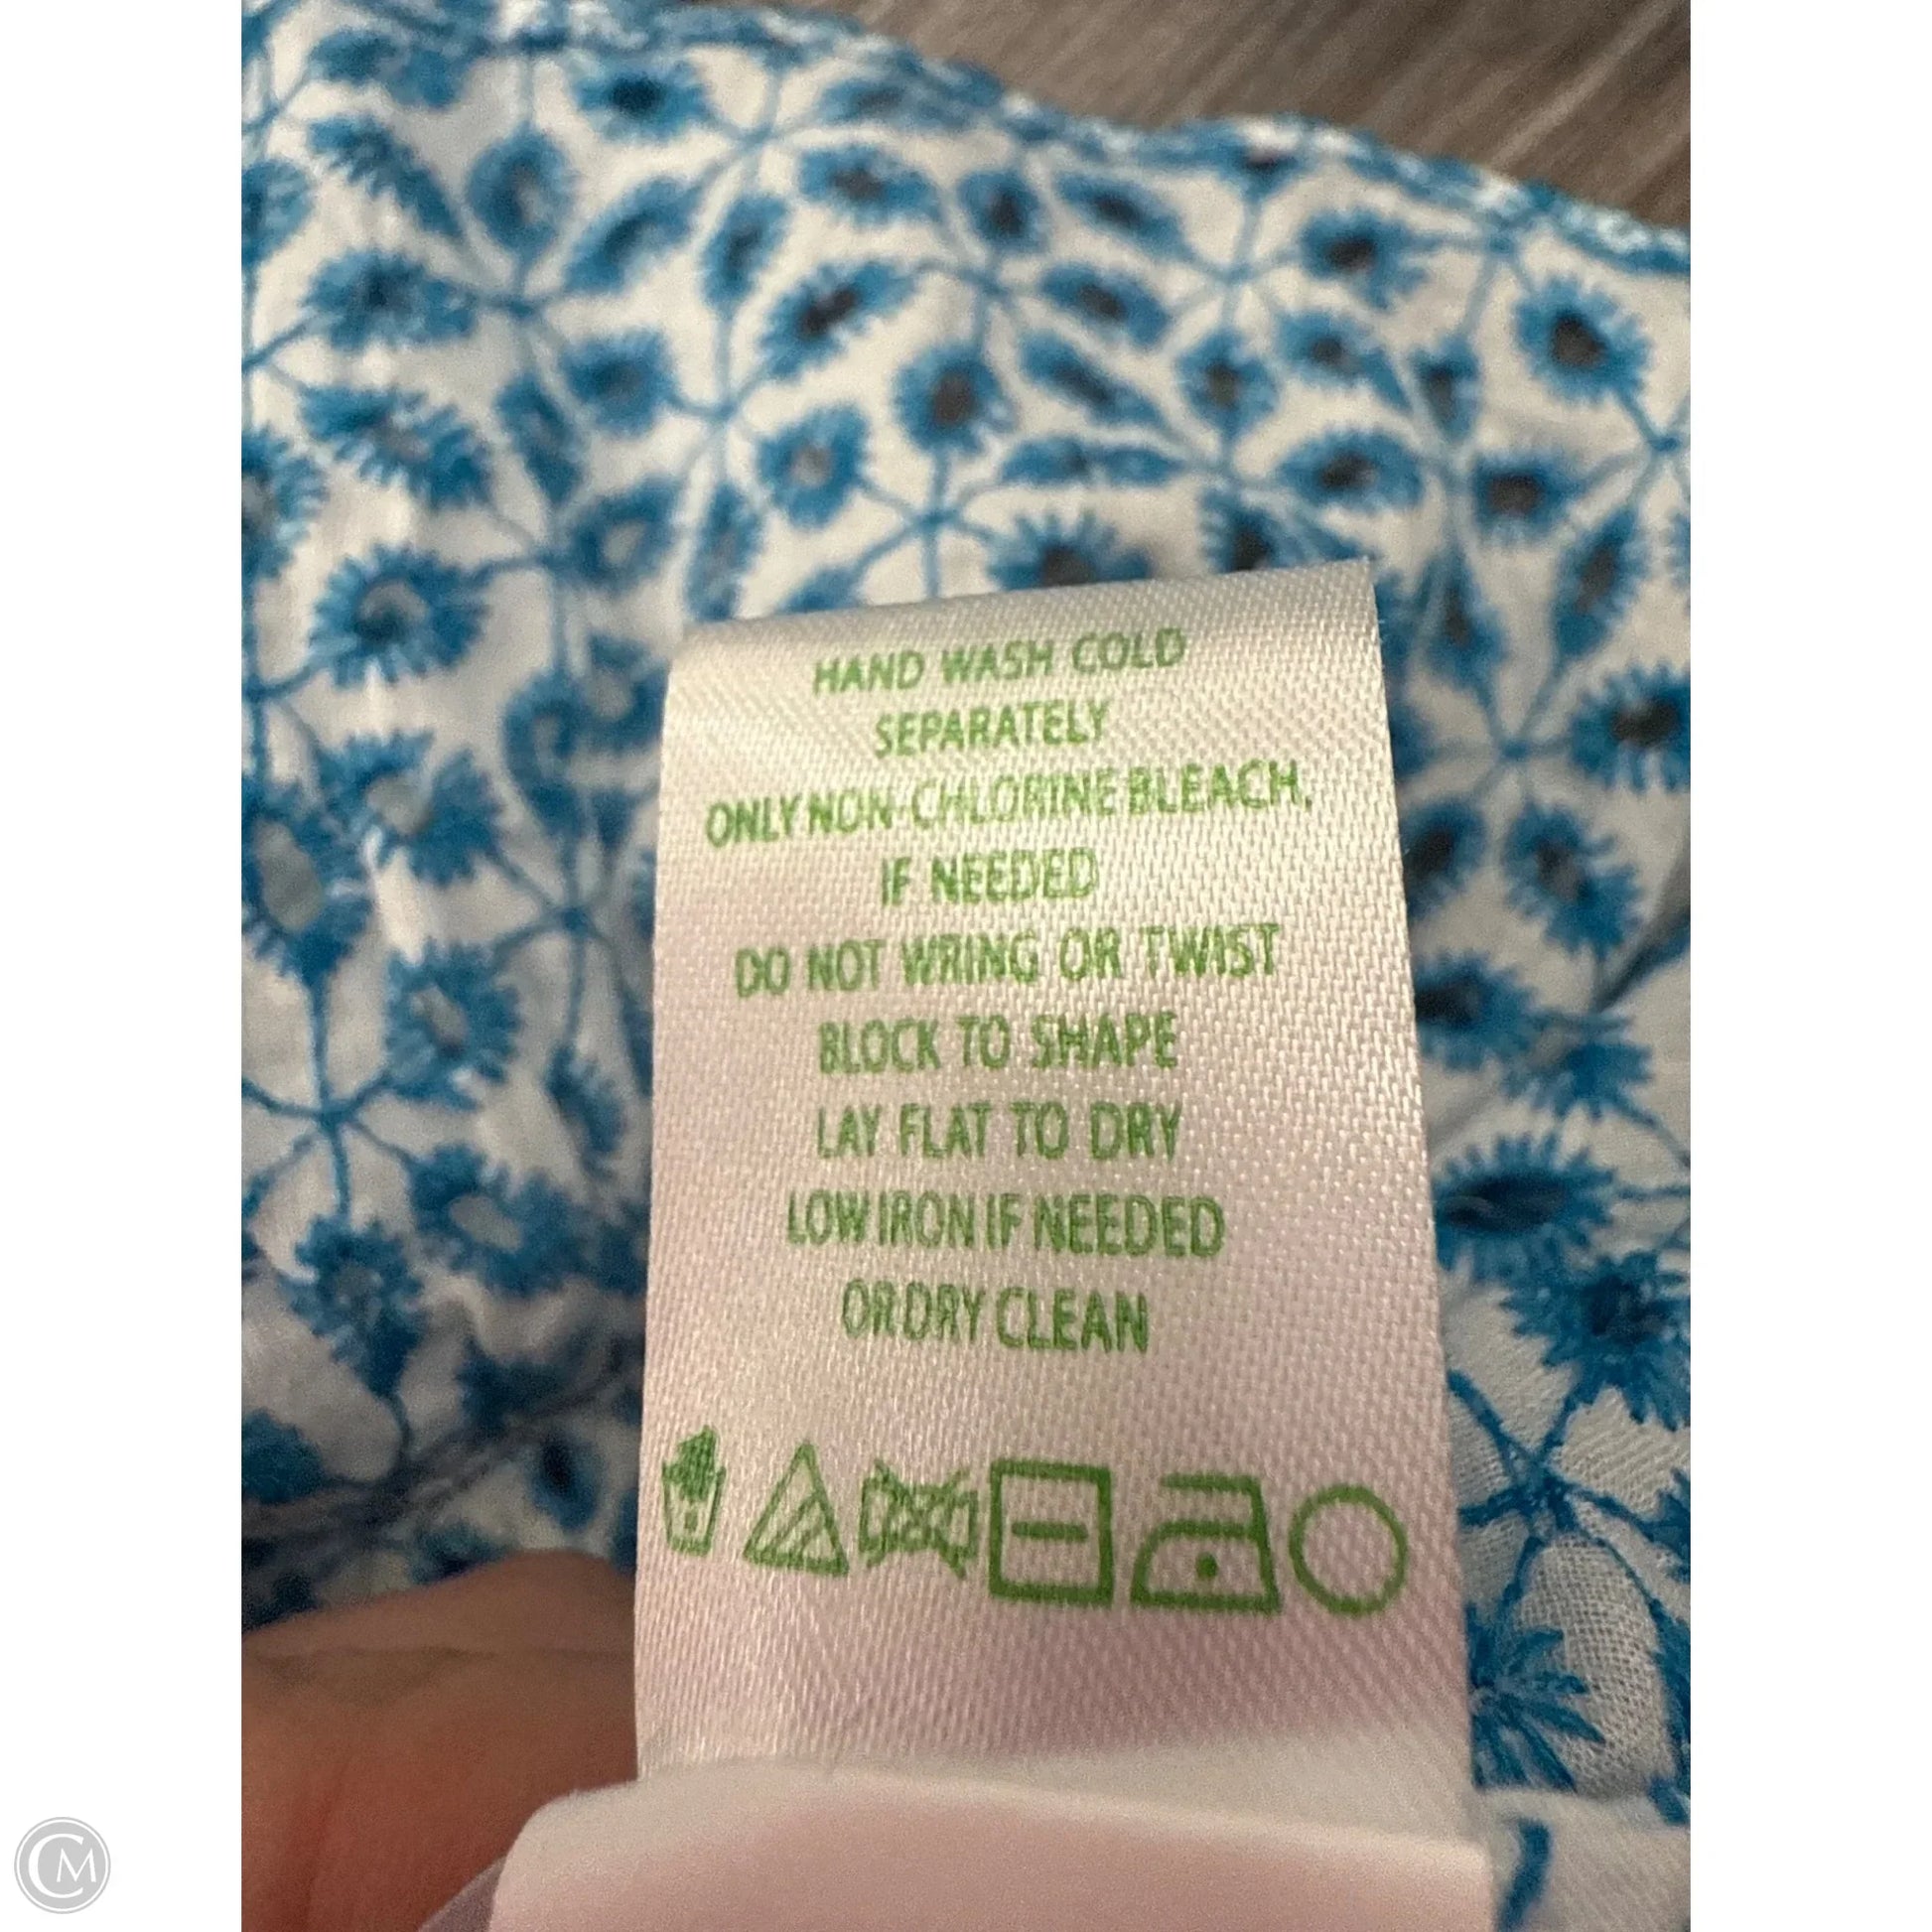 HAND WASH COLD
SEPARATELY
ONLY NON-CHLORINE BLEACH,
IF NEEDED
DO NOT WRING OR TWIST
BLOCK TO SHAPE
LAY FLAT TO DRY
LOW IRON IF NEEDED
OR DRY CLEAN
CM